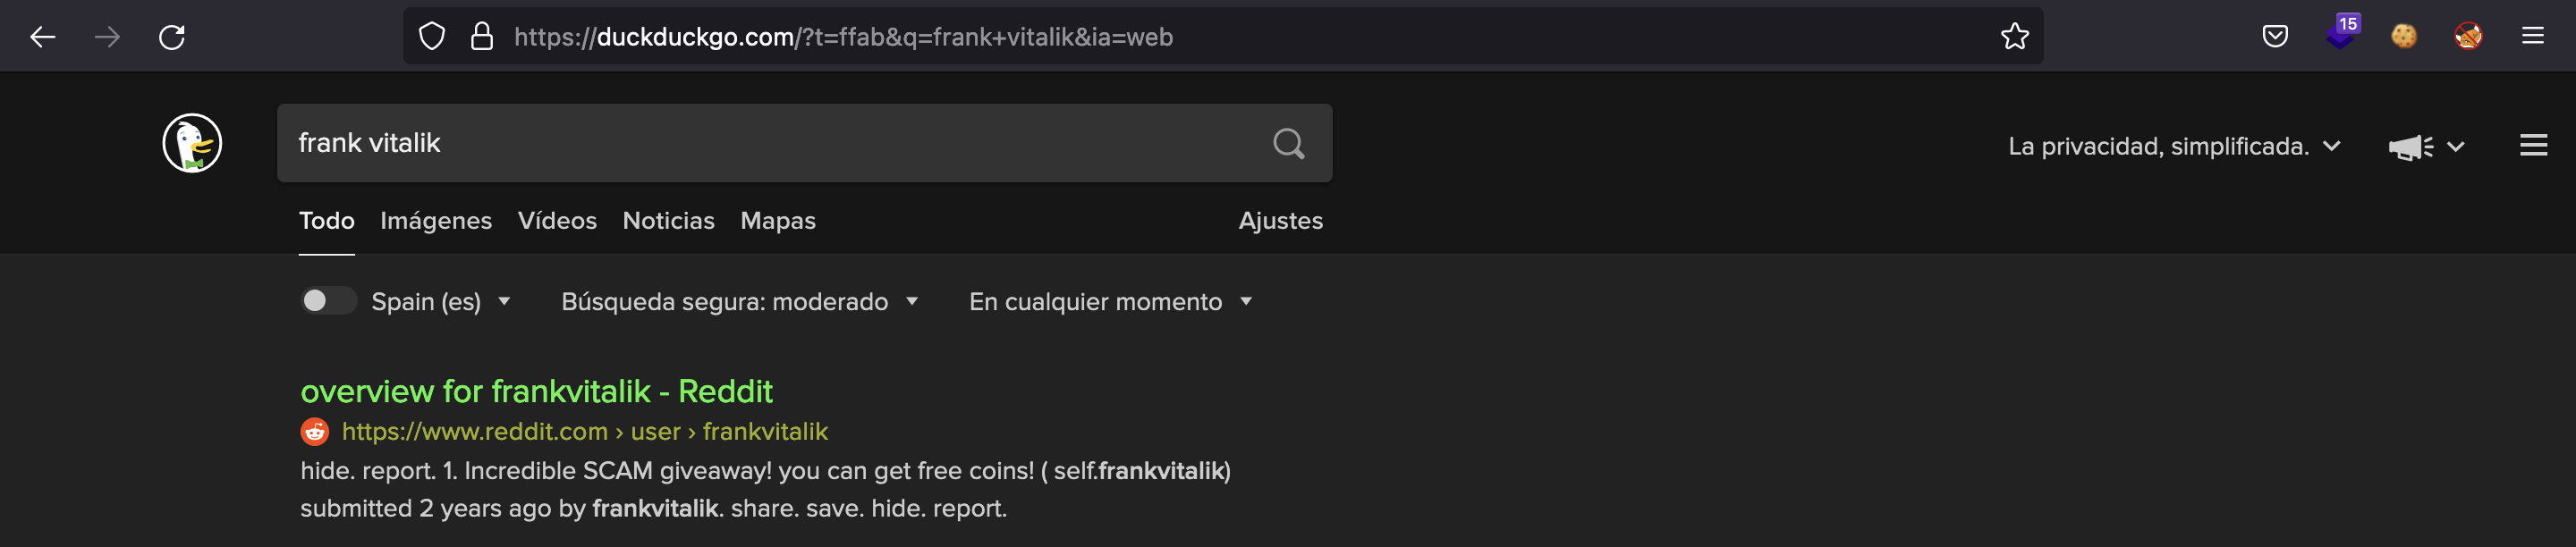 https://duckduckgo.com/?t=ffab&q=frank+vitalik&ia=web
15
frank vitalik
La privacidad, simplificada.
Todo Imágenes Vídeos Noticias Mapas Ajustes
Spain (es) Búsqueda segura: moderado En cualquier momento
overview for frankvitalik - Reddit
https://www.reddit.com › user › frankvitalik
hide. report. 1. Incredible SCAM giveaway! you can get free coins! ( self.frankvitalik)
submitted 2 years ago by frankvitalik. share. save. hide. report.